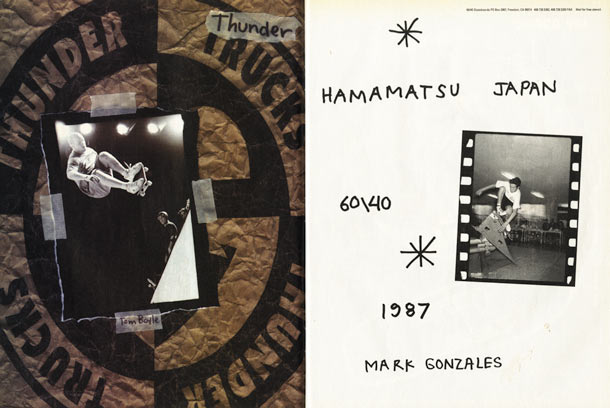 Thunder
THUNDER
TRUCKS
TRUCKS
THUNDER
Tom Boyle
HAMAMATSU JAPAN
60\40
1987
MARK GONZALES